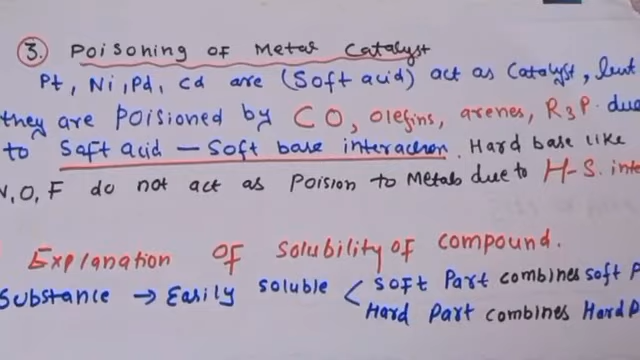 3. Poisoning of Metal Catalyst
Pt, Ni, Pd, Cd are (Soft acid) act as Catalyst, but
they are poisioned by CO, olefins, arenes, R3P. due
to Saft acid – Soft base interaction. Hard base like
N, O, F do not act as Poision to Metals due to H-S. inte
Explanation of solubility of compound.
Substance → Easily soluble < Soft Part combines soft P
Hard Part combines Hard P